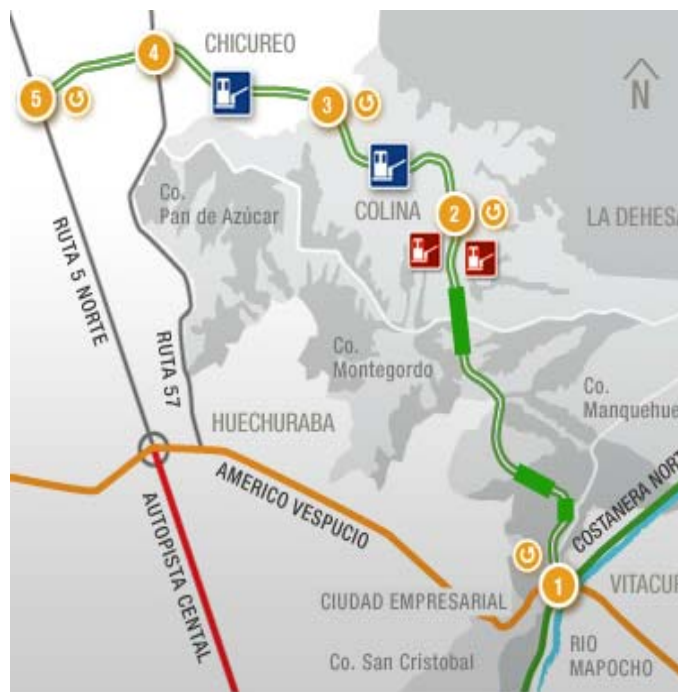 CHICUREO
4
5
3
N
Co.
Pan de Azúcar
COLINA
2
LA DEHESA
RUTA 5 NORTE
RUTA 57
Co.
Montegordo
Co.
Manquehue
HUECHURABA
AMERICO VESPUCIO
COSTANERA NORT
AUTOPISTA CENTAL
1
CIUDAD EMPRESARIAL
VITACUR
RIO
MAPOCHO
Co. San Cristobal